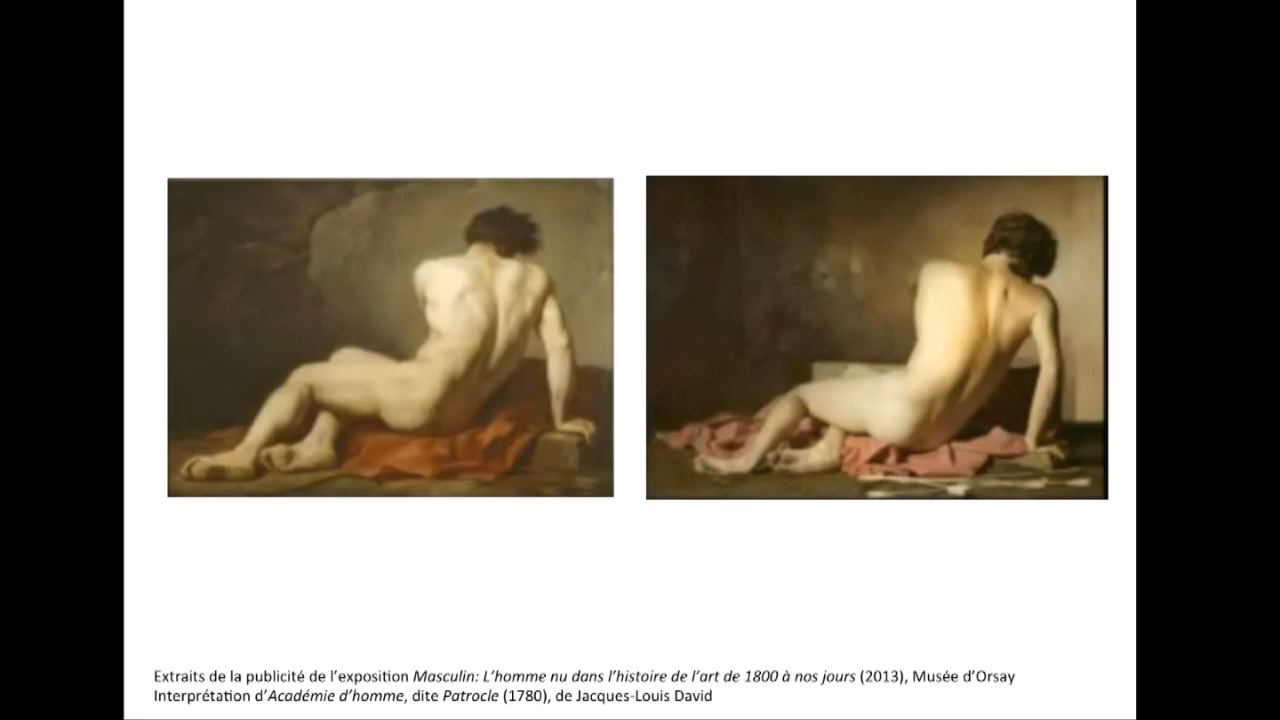 Extraits de la publicité de l’exposition Masculin: L’homme nu dans l’histoire de l’art de 1800 à nos jours (2013), Musée d’Orsay
Interprétation d’Académie d’homme, dite Patrocle (1780), de Jacques-Louis David